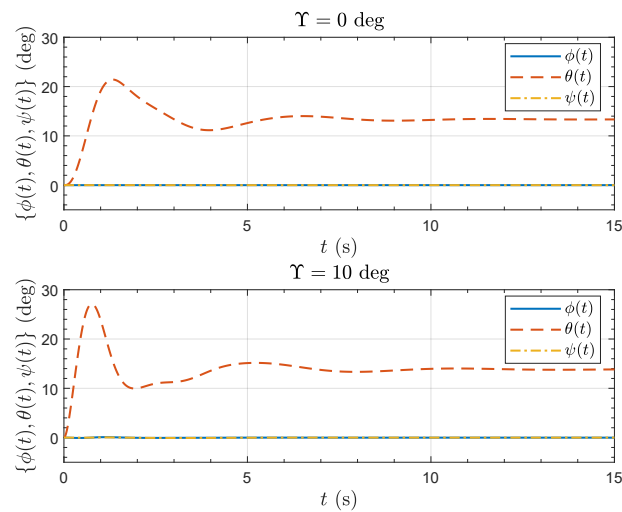 ϒ = 0 deg
{ϕ(t), θ(t), ψ(t)} (deg)
30
20
10
0
ϕ(t)
θ(t)
ψ(t)
0 5 10 15
t (s)
ϒ = 10 deg
{ϕ(t), θ(t), ψ(t)} (deg)
30
20
10
0
ϕ(t)
θ(t)
ψ(t)
0 5 10 15
t (s)